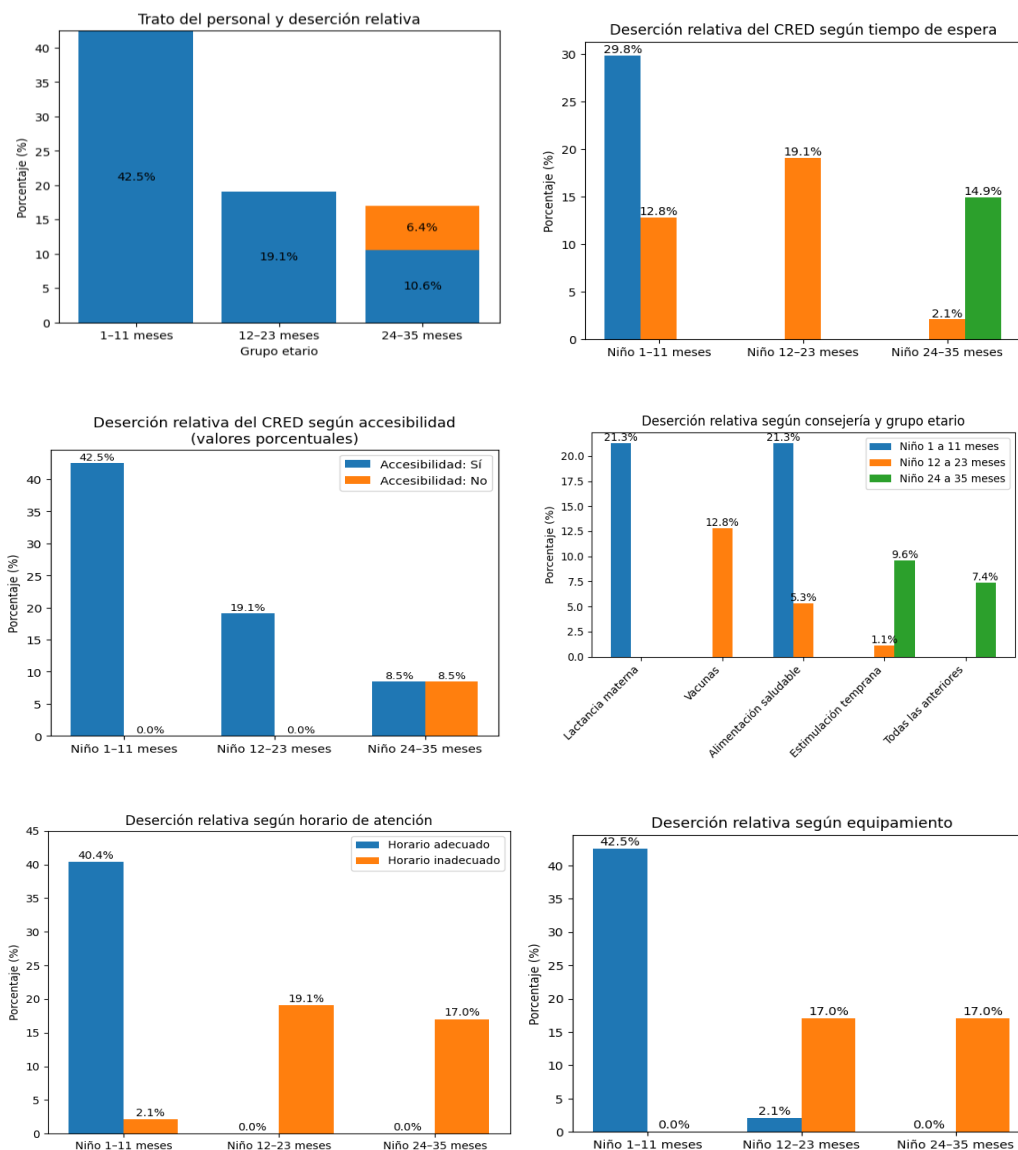 Trato del personal y deserción relativa
Porcentaje (%)
40
35
30
25
20
15
10
5
0
42.5%
19.1%
6.4%
10.6%
1–11 meses
12–23 meses
24–35 meses
Grupo etario
Deserción relativa del CRED según tiempo de espera
Porcentaje (%)
30
25
20
15
10
5
0
29.8%
12.8%
19.1%
2.1%
14.9%
Niño 1–11 meses
Niño 12–23 meses
Niño 24–35 meses
Deserción relativa del CRED según accesibilidad
(valores porcentuales)
Accesibilidad: Sí
Accesibilidad: No
Porcentaje (%)
40
35
30
25
20
15
10
5
0
42.5%
0.0%
19.1%
0.0%
8.5%
8.5%
Niño 1–11 meses
Niño 12–23 meses
Niño 24–35 meses
Deserción relativa según consejería y grupo etario
Niño 1 a 11 meses
Niño 12 a 23 meses
Niño 24 a 35 meses
Porcentaje (%)
20.0
17.5
15.0
12.5
10.0
7.5
5.0
2.5
0.0
21.3%
12.8%
21.3%
5.3%
1.1%
9.6%
7.4%
Lactancia materna
Vacunas
Alimentación saludable
Estimulación temprana
Todas las anteriores
Deserción relativa según horario de atención
Horario adecuado
Horario inadecuado
Porcentaje (%)
45
40
35
30
25
20
15
10
5
0
40.4%
2.1%
0.0%
19.1%
0.0%
17.0%
Niño 1–11 meses
Niño 12–23 meses
Niño 24–35 meses
Deserción relativa según equipamiento
Porcentaje (%)
40
35
30
25
20
15
10
5
0
42.5%
0.0%
2.1%
17.0%
0.0%
17.0%
Niño 1–11 meses
Niño 12–23 meses
Niño 24–35 meses